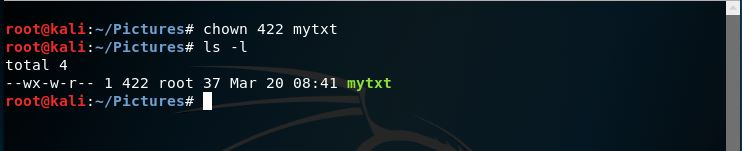 root@kali:~/Pictures# chown 422 mytxt
root@kali:~/Pictures# ls -l
total 4
--wx-w-r-- 1 422 root 37 Mar 20 08:41 mytxt
root@kali:~/Pictures#